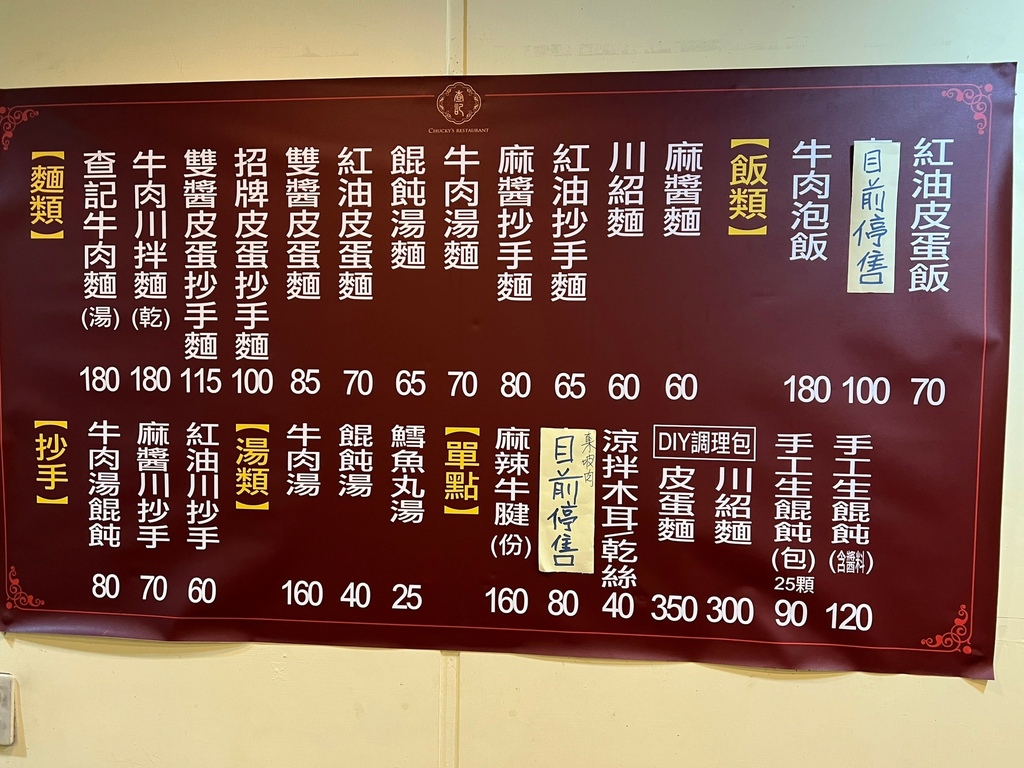 查記
CHUCKY'S RESTAURANT
【麵類】
查記牛肉麵(湯) 180
牛肉川拌麵(乾) 180
雙醬皮蛋抄手麵 115
招牌皮蛋抄手麵 100
雙醬皮蛋麵 85
紅油皮蛋麵 70
餛飩湯麵 65
牛肉湯麵 70
麻醬抄手麵 80
紅油抄手麵 65
川紹麵 60
麻醬麵 60
【飯類】
牛肉泡飯 180
目前停售 100
紅油皮蛋飯 70
【抄手】
牛肉湯餛飩 80
麻醬川抄手 70
紅油川抄手 60
【湯類】
牛肉湯 160
餛飩湯 40
鱈魚丸湯 25
【單點】
麻辣牛腱(份) 160
目前停售 80
涼拌木耳/乾絲 40
DIY調理包
皮蛋麵 350
川紹麵 300
手工生餛飩(包) 25顆 90
手工生餛飩(含醬料) 120